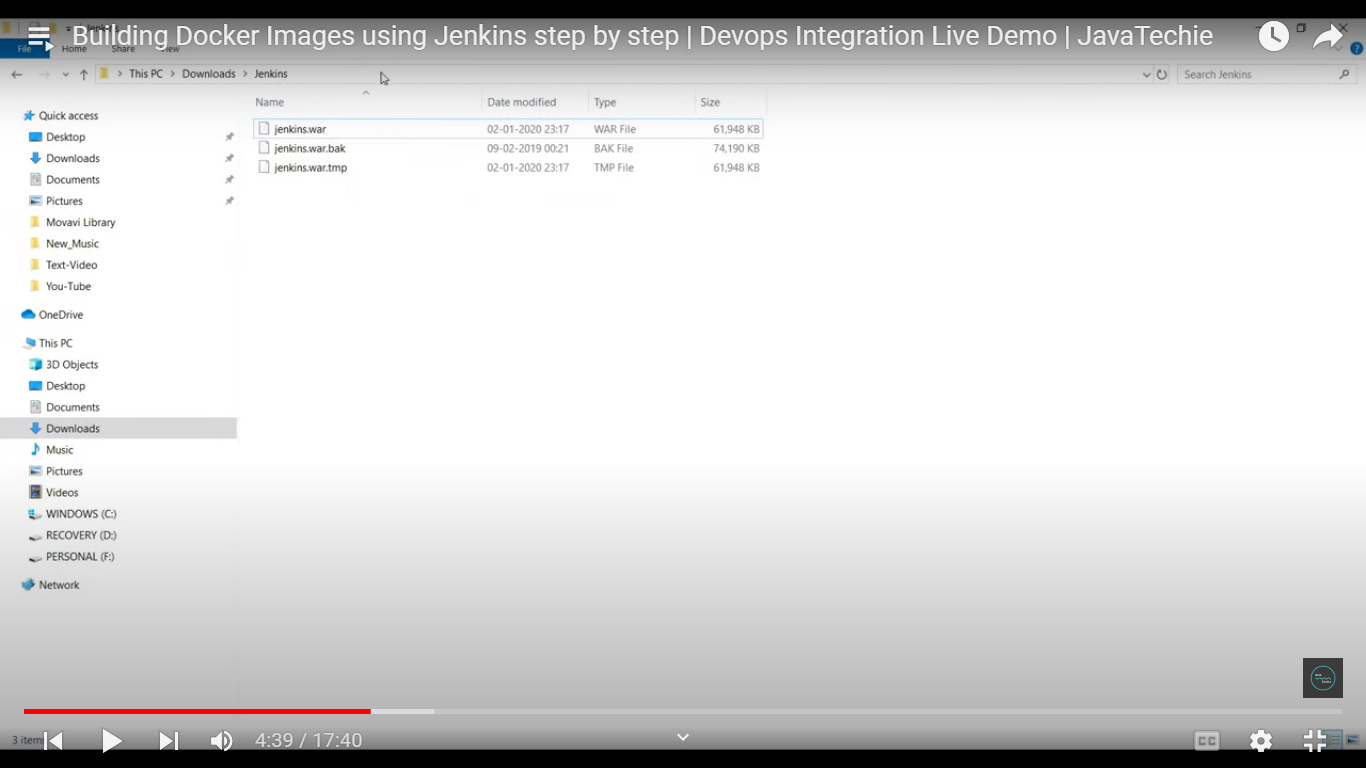 Building Docker Images using Jenkins step by step | Devops Integration Live Demo | JavaTechie
File Home Share View
This PC > Downloads > Jenkins
Search Jenkins
Name Date modified Type Size
jenkins.war 02-01-2020 23:17 WAR File 61,948 KB
jenkins.war.bak 09-02-2019 00:21 BAK File 74,190 KB
jenkins.war.tmp 02-01-2020 23:17 TMP File 61,948 KB
Quick access
Desktop
Downloads
Documents
Pictures
Movavi Library
New_Music
Text-Video
You-Tube
OneDrive
This PC
3D Objects
Desktop
Documents
Downloads
Music
Pictures
Videos
WINDOWS (C:)
RECOVERY (D:)
PERSONAL (F:)
Network
3 item
4:39 / 17:40
CC